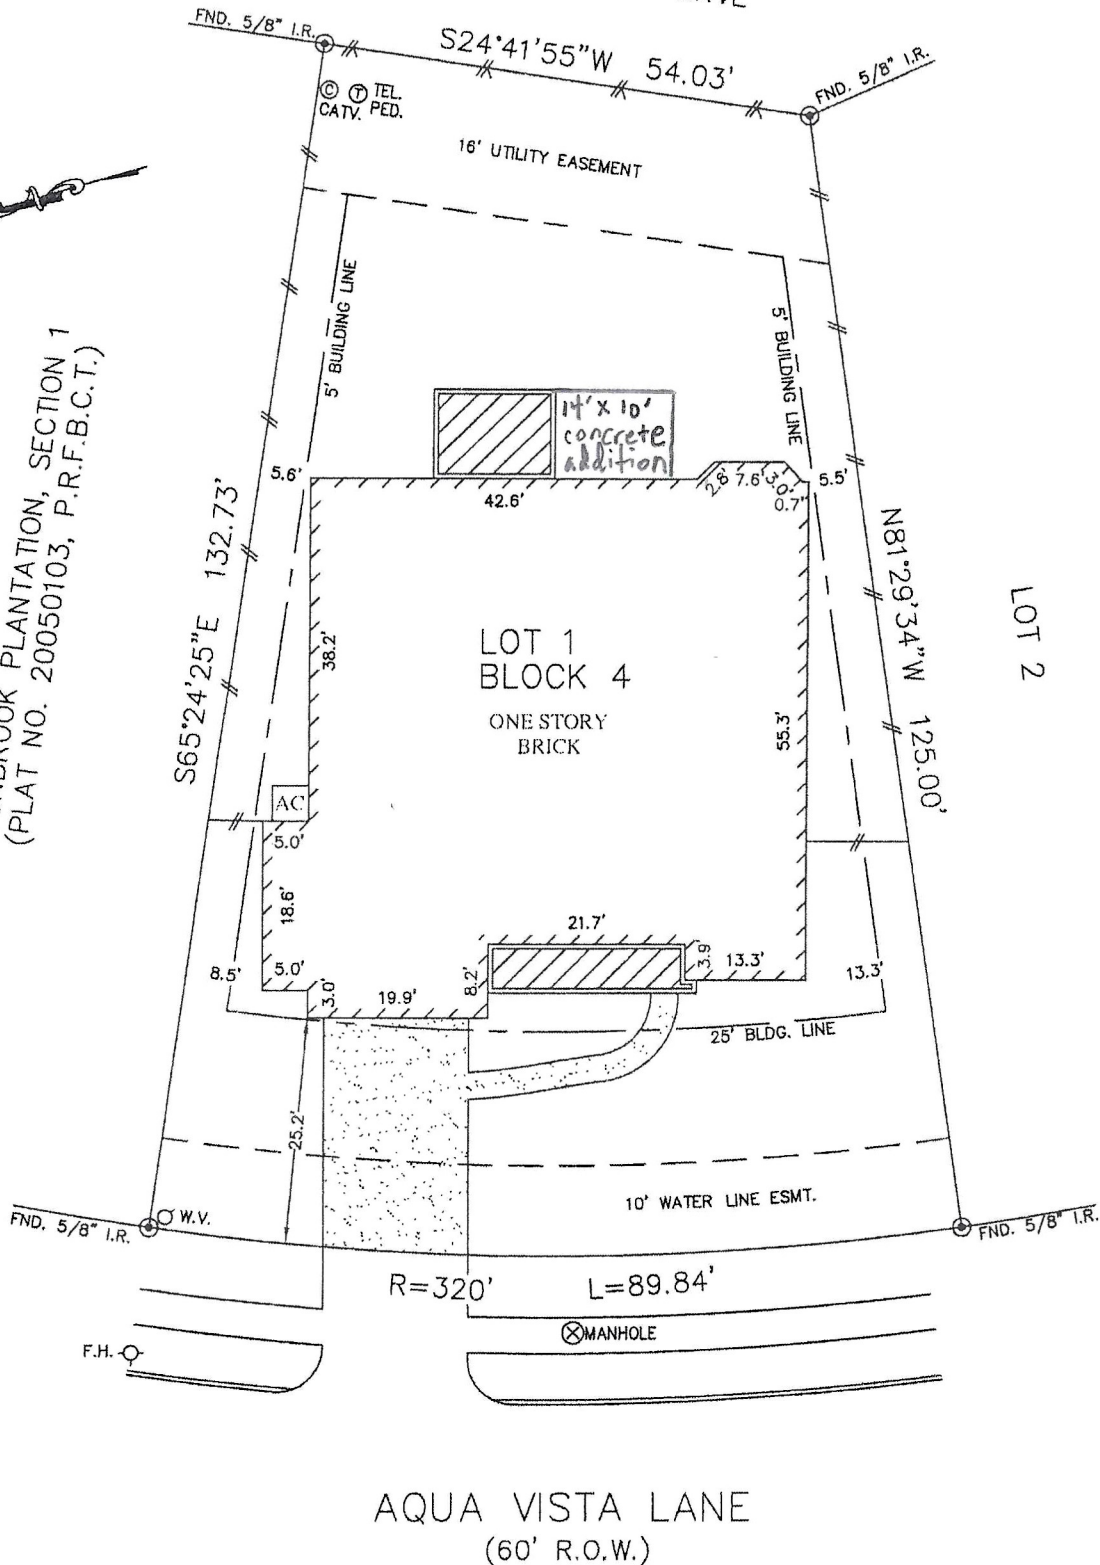 FND. 5/8" I.R.
S24°41'55"W 54.03'
FND. 5/8" I.R.
Ⓒ Ⓣ TEL.
CATV. PED.
16' UTILITY EASEMENT
5' BUILDING LINE
5' BUILDING LINE
14' X 10'
concrete
addition
5.6'
42.6'
2.8'
7.6'
3.0'
0.7'
5.5'
PLANTATION, SECTION 1
(PLAT NO. 20050103, P.R.F.B.C.T.)
S65°24'25"E 132.73'
N81°29'34"W 125.00'
LOT 2
38.2'
LOT 1
BLOCK 4
ONE STORY
BRICK
55.3'
AC
5.0'
18.6'
21.7'
8.5'
5.0'
3.0'
19.9'
8.2'
3.9'
13.3'
13.3'
25' BLDG. LINE
25.2'
10' WATER LINE ESMT.
FND. 5/8" I.R.
W.V.
FND. 5/8" I.R.
R=320' L=89.84'
MANHOLE
F.H.
AQUA VISTA LANE
(60' R.O.W.)